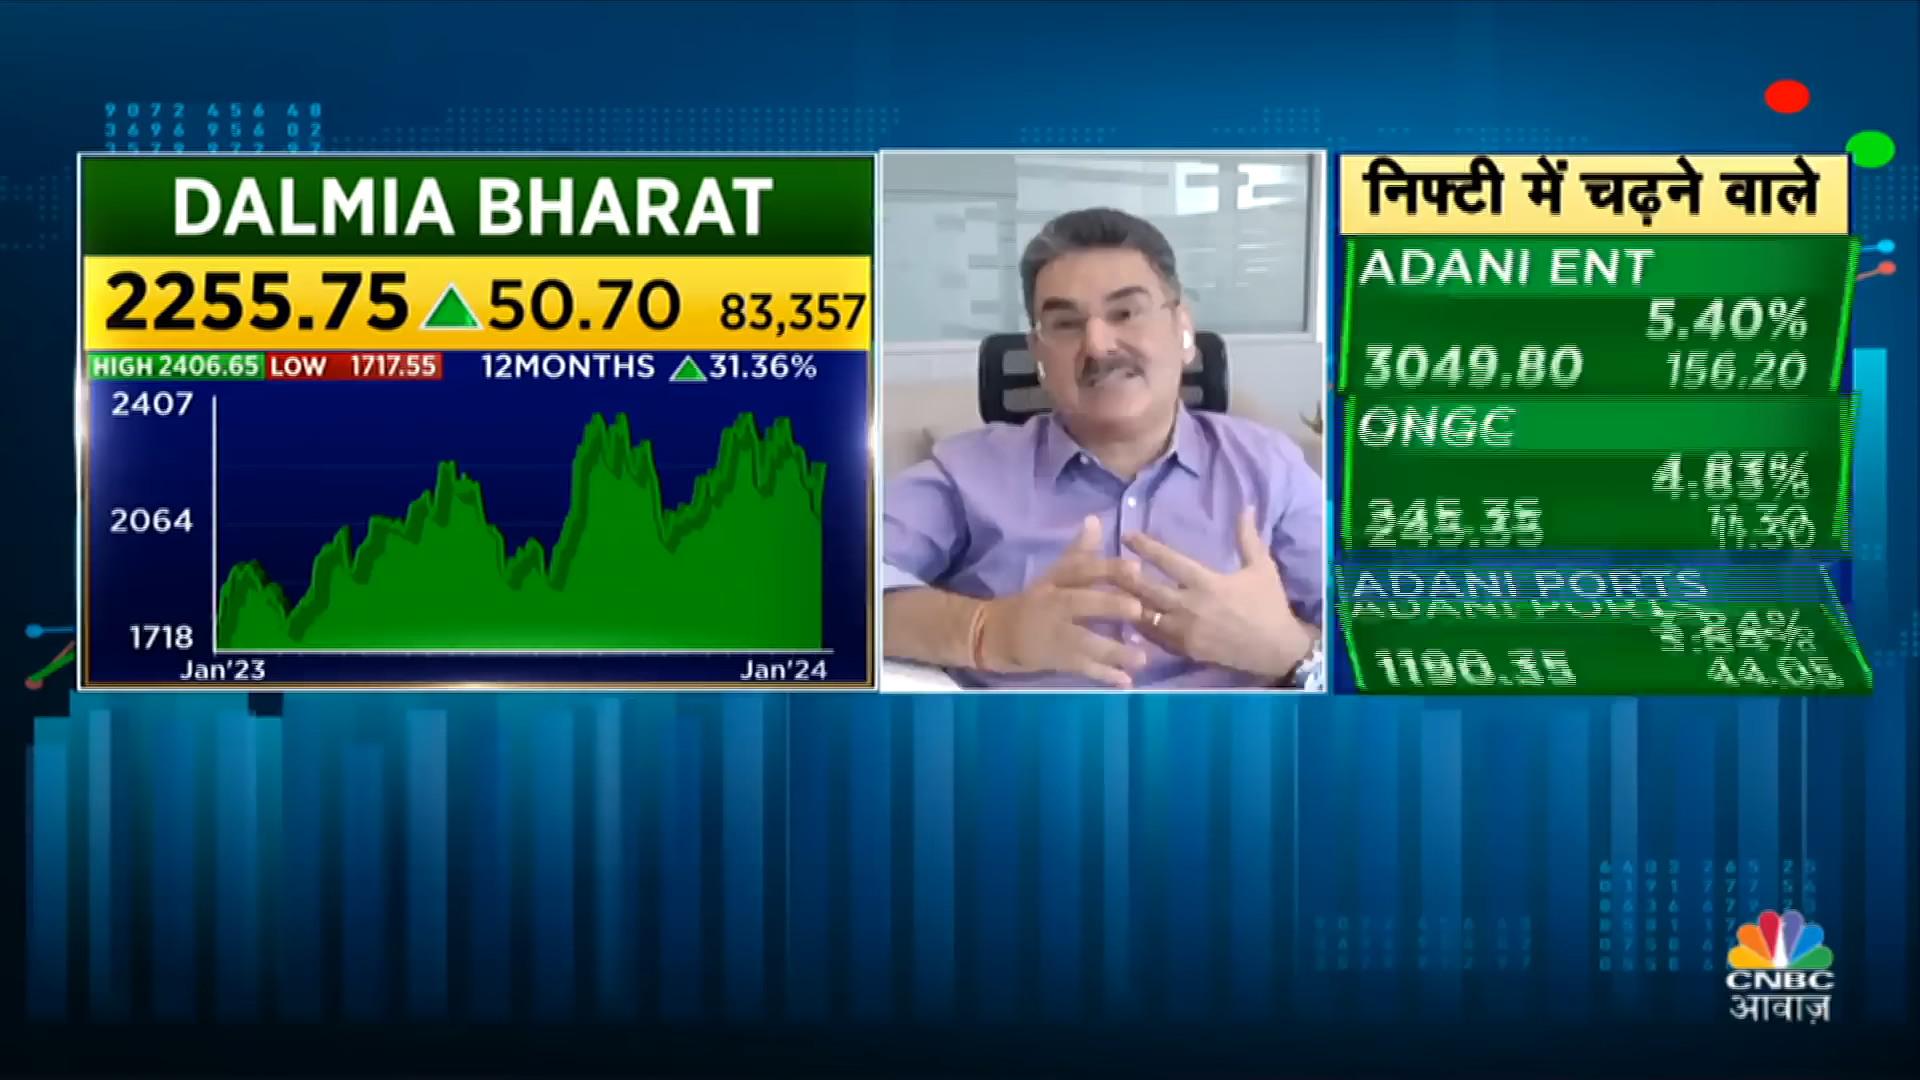 DALMIA BHARAT
2255.75 50.70 83,357
HIGH 2406.65 LOW 1717.55 12MONTHS 31.36%
2407
2064
1718
Jan'23 Jan'24
निफ्टी में चढ़ने वाले
ADANI ENT
5.40%
3049.80 156.20
ONGC
4.83%
245.35 11.30
ADANI PORTS
1190.35 44.05
CNBC
आवाज़